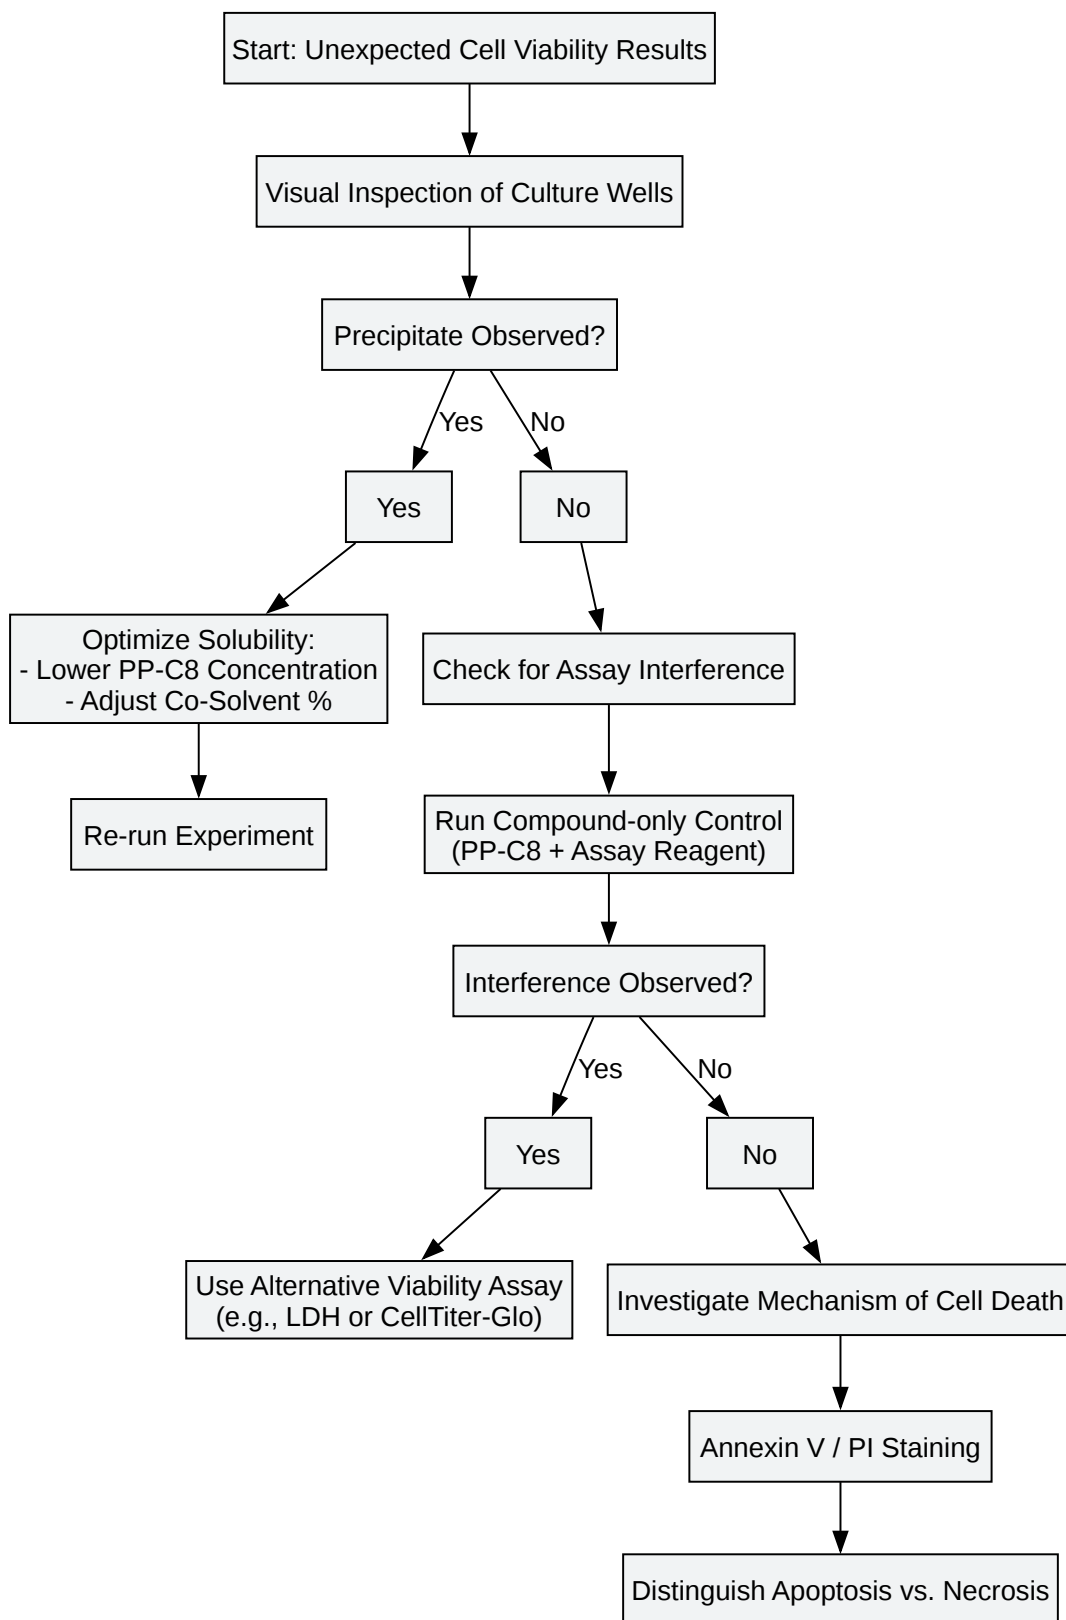 Start: Unexpected Cell Viability Results
Visual Inspection of Culture Wells
Precipitate Observed?
Yes
No
Yes
No
Optimize Solubility:
- Lower PP-C8 Concentration
- Adjust Co-Solvent %
Check for Assay Interference
Re-run Experiment
Run Compound-only Control
(PP-C8 + Assay Reagent)
Interference Observed?
Yes
No
Yes
No
Use Alternative Viability Assay
(e.g., LDH or CellTiter-Glo)
Investigate Mechanism of Cell Death
Annexin V / PI Staining
Distinguish Apoptosis vs. Necrosis